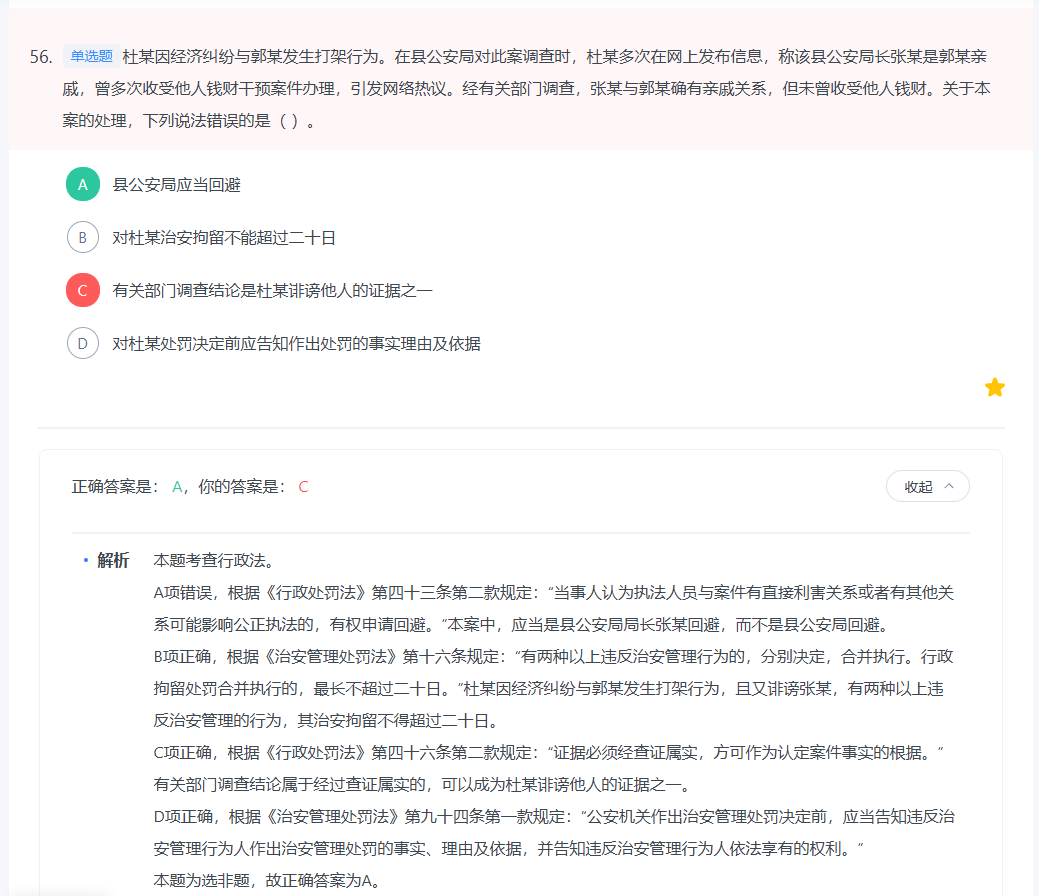 56. 单选题 杜某因经济纠纷与郭某发生打架行为。在县公安局对此案调查时，杜某多次在网上发布信息，称该县公安局长张某是郭某亲
戚，曾多次收受他人钱财干预案件办理，引发网络热议。经有关部门调查，张某与郭某确有亲戚关系，但未曾收受他人钱财。关于本
案的处理，下列说法错误的是（ ）。
A 县公安局应当回避
B 对杜某治安拘留不能超过二十日
C 有关部门调查结论是杜某诽谤他人的证据之一
D 对杜某处罚决定前应告知作出处罚的事实理由及依据
正确答案是： A，你的答案是： C
收起
• 解析 本题考查行政法。
A项错误，根据《行政处罚法》第四十三条第二款规定：“当事人认为执法人员与案件有直接利害关系或者有其他关
系可能影响公正执法的，有权申请回避。”本案中，应当是县公安局局长张某回避，而不是县公安局回避。
B项正确，根据《治安管理处罚法》第十六条规定：“有两种以上违反治安管理行为的，分别决定，合并执行。行政
拘留处罚合并执行的，最长不超过二十日。”杜某因经济纠纷与郭某发生打架行为，且又诽谤张某，有两种以上违
反治安管理的行为，其治安拘留不得超过二十日。
C项正确，根据《行政处罚法》第四十六条第二款规定：“证据必须经查证属实，方可作为认定案件事实的根据。”
有关部门调查结论属于经过查证属实的，可以成为杜某诽谤他人的证据之一。
D项正确，根据《治安管理处罚法》第九十四条第一款规定：“公安机关作出治安管理处罚决定前，应当告知违反治
安管理行为人作出治安管理处罚的事实、理由及依据，并告知违反治安管理行为人依法享有的权利。”
本题为选非题，故正确答案为A。